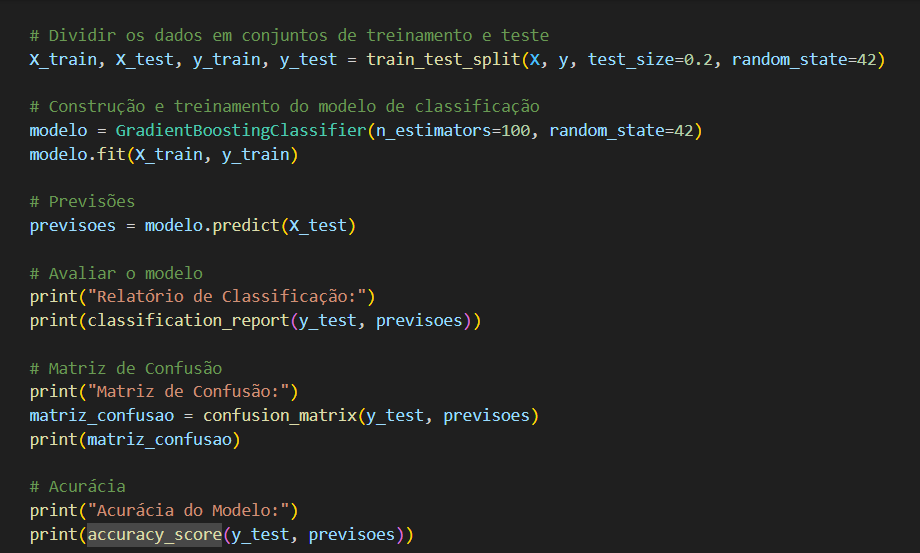 # Dividir os dados em conjuntos de treinamento e teste
X_train, X_test, y_train, y_test = train_test_split(X, y, test_size=0.2, random_state=42)
# Construção e treinamento do modelo de classificação
modelo = GradientBoostingClassifier(n_estimators=100, random_state=42)
modelo.fit(X_train, y_train)
# Previsões
previsoes = modelo.predict(X_test)
# Avaliar o modelo
print("Relatório de Classificação:")
print(classification_report(y_test, previsoes))
# Matriz de Confusão
print("Matriz de Confusão:")
matriz_confusao = confusion_matrix(y_test, previsoes)
print(matriz_confusao)
# Acurácia
print("Acurácia do Modelo:")
print(accuracy_score(y_test, previsoes))